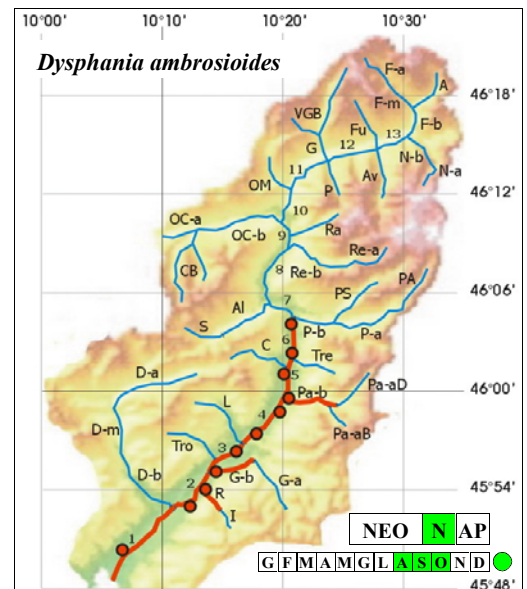 10°00' 10°10' 10°20' 10°30'
Dysphania ambrosioides
F-a
A
46°18'
F-m
VGB
F-b
Fu
13
G
12
N-b
11
N-a
OM
P
Av
46°12'
10
OC-a
Ra
OC-b
9
Re-a
8
Re-b
CB
PA
PS
46°06'
7
Al
S
P-b
P-a
6
C
Tre
5
D-a
Pa-aD
46°00'
Pa-b
L
4
D-m
Pa-aB
Tro
3
D-b
G-b
G-a
2
R
45°54'
I
NEO N AP
1
G F M A M G L A S O N D
45°48'